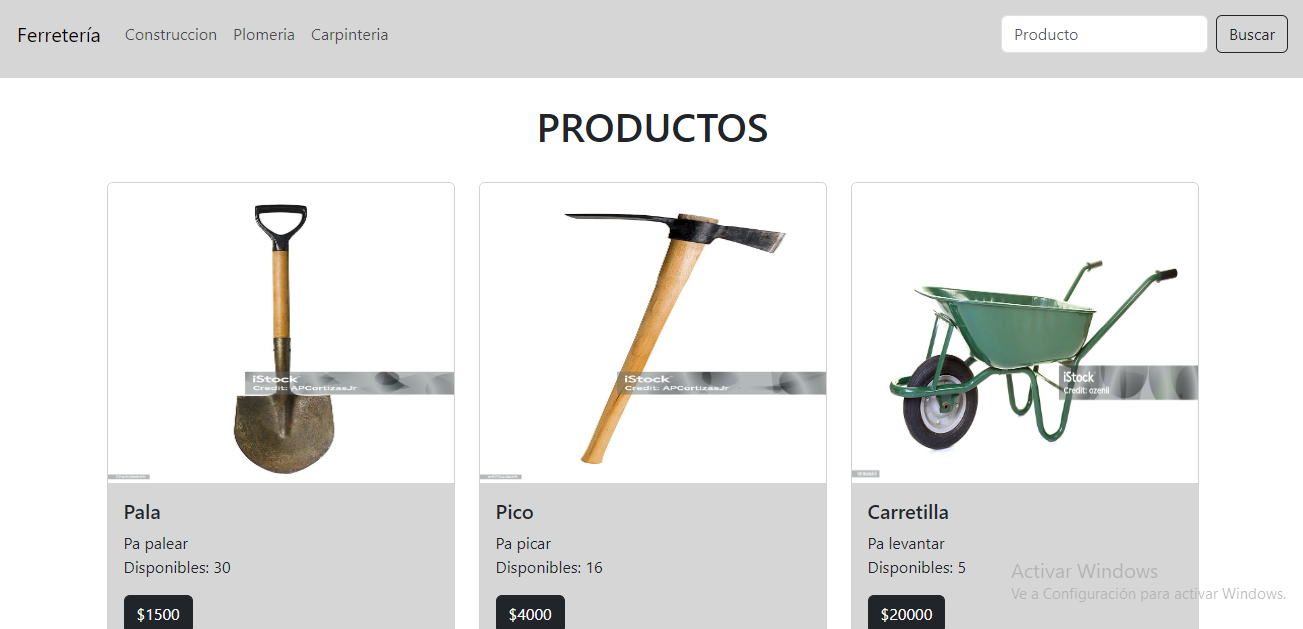 Ferretería Construccion Plomeria Carpinteria Producto Buscar
PRODUCTOS
iStock
Credit: APCortizasJr
iStock
Credit: APCortizasJr
iStock
Credit: ozenli
Pala
Pa palear
Disponibles: 30
$1500
Pico
Pa picar
Disponibles: 16
$4000
Carretilla
Pa levantar
Disponibles: 5
$20000
Activar Windows
Ve a Configuración para activar Windows.